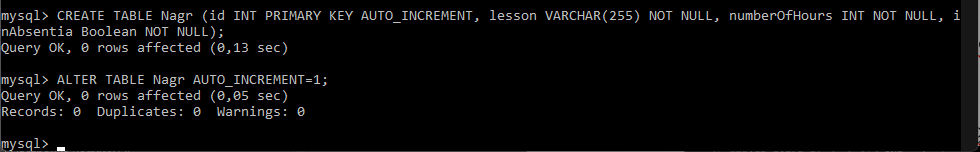 mysql> CREATE TABLE Nagr (id INT PRIMARY KEY AUTO_INCREMENT, lesson VARCHAR(255) NOT NULL, numberOfHours INT NOT NULL, i
nAbsentia Boolean NOT NULL);
Query OK, 0 rows affected (0,13 sec)
mysql> ALTER TABLE Nagr AUTO_INCREMENT=1;
Query OK, 0 rows affected (0,05 sec)
Records: 0  Duplicates: 0  Warnings: 0
mysql> _